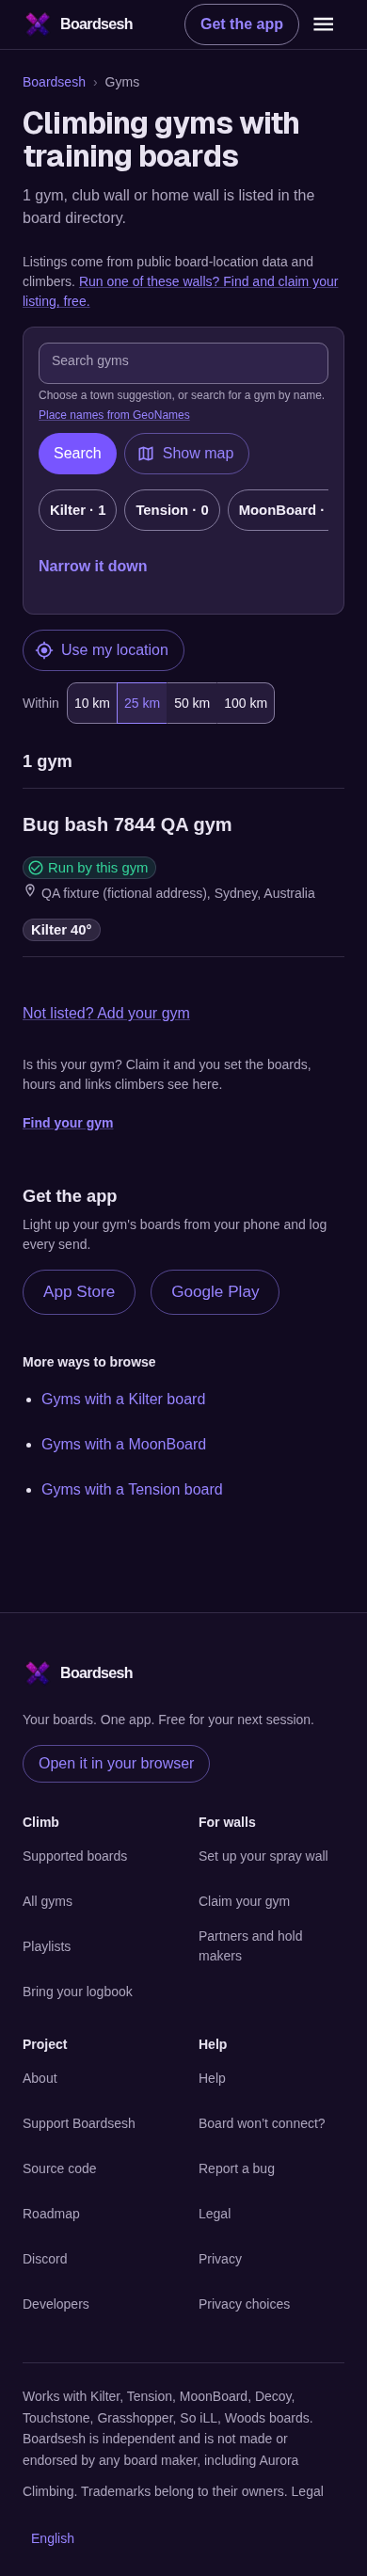 Boardsesh
Get the app
Boardsesh › Gyms
Climbing gyms with
training boards
1 gym, club wall or home wall is listed in the
board directory.
Listings come from public board-location data and
climbers. Run one of these walls? Find and claim your
listing, free.
Search gyms
Choose a town suggestion, or search for a gym by name.
Place names from GeoNames
Search
Show map
Kilter · 1
Tension · 0
MoonBoard ·
Narrow it down
Use my location
Within
10 km
25 km
50 km
100 km
1 gym
Bug bash 7844 QA gym
Run by this gym
QA fixture (fictional address), Sydney, Australia
Kilter 40°
Not listed? Add your gym
Is this your gym? Claim it and you set the boards,
hours and links climbers see here.
Find your gym
Get the app
Light up your gym's boards from your phone and log
every send.
App Store
Google Play
More ways to browse
• Gyms with a Kilter board
• Gyms with a MoonBoard
• Gyms with a Tension board
Boardsesh
Your boards. One app. Free for your next session.
Open it in your browser
Climb
Supported boards
All gyms
Playlists
Bring your logbook
For walls
Set up your spray wall
Claim your gym
Partners and hold
makers
Project
About
Support Boardsesh
Source code
Roadmap
Discord
Developers
Help
Help
Board won't connect?
Report a bug
Legal
Privacy
Privacy choices
Works with Kilter, Tension, MoonBoard, Decoy,
Touchstone, Grasshopper, So iLL, Woods boards.
Boardsesh is independent and is not made or
endorsed by any board maker, including Aurora
Climbing. Trademarks belong to their owners. Legal
English